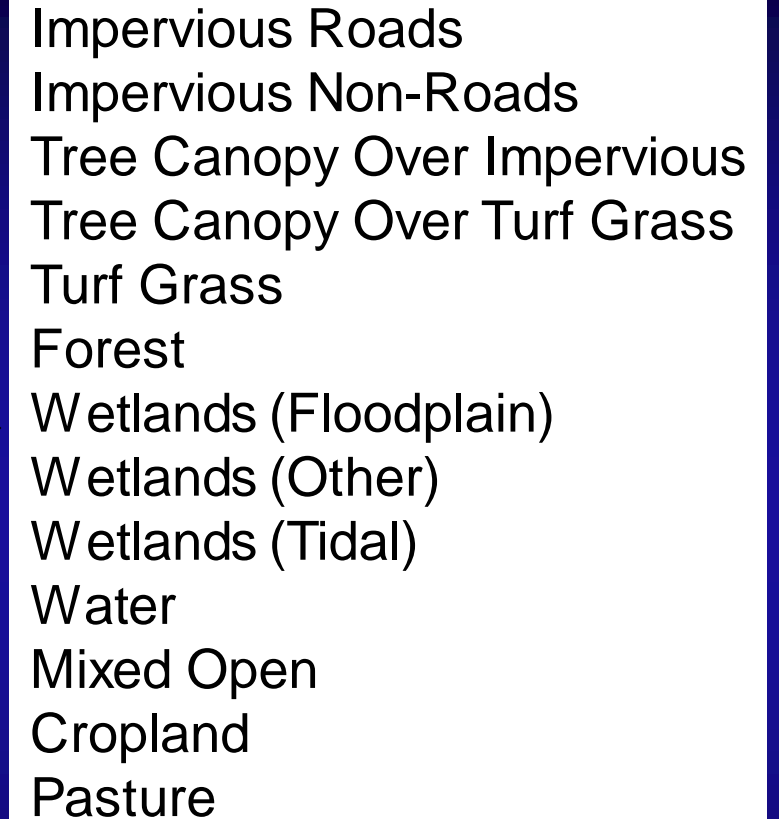 Impervious Roads
Impervious Non-Roads
Tree Canopy Over Impervious
Tree Canopy Over Turf Grass
Turf Grass
Forest
Wetlands (Floodplain)
Wetlands (Other)
Wetlands (Tidal)
Water
Mixed Open
Cropland
Pasture